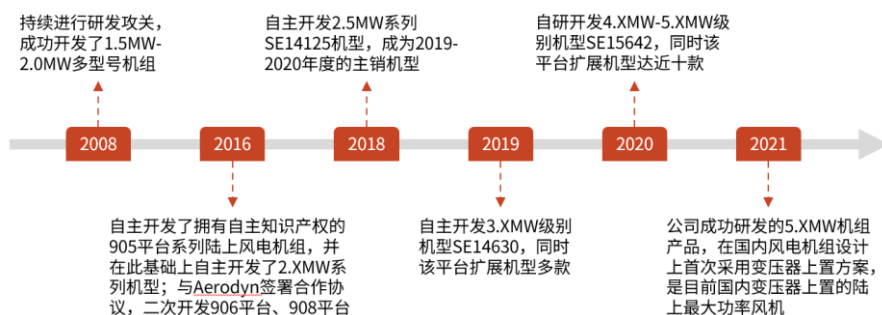 持续进行研发攻关，
成功开发了1.5MW-
2.0MW多型号机组
自主开发2.5MW系列
SE14125机型，成为2019-
2020年度的主销机型
自研开发4.XMW-5.XMW级
别机型SE15642，同时该
平台扩展机型达近十款
2008
2016
2018
2019
2020
2021
自主开发了拥有自主知识产权的
905平台系列陆上风电机组，并
在此基础上自主开发了2.XMW系
列机型；与Aerodyn签署合作协
议，二次开发906平台、908平台
自主开发3.XMW级别
机型SE14630，同时
该平台扩展机型多款
公司成功研发的5.XMW机组
产品，在国内风电机组设计
上首次采用变压器上置方案，
是目前国内变压器上置的陆
上最大功率风机